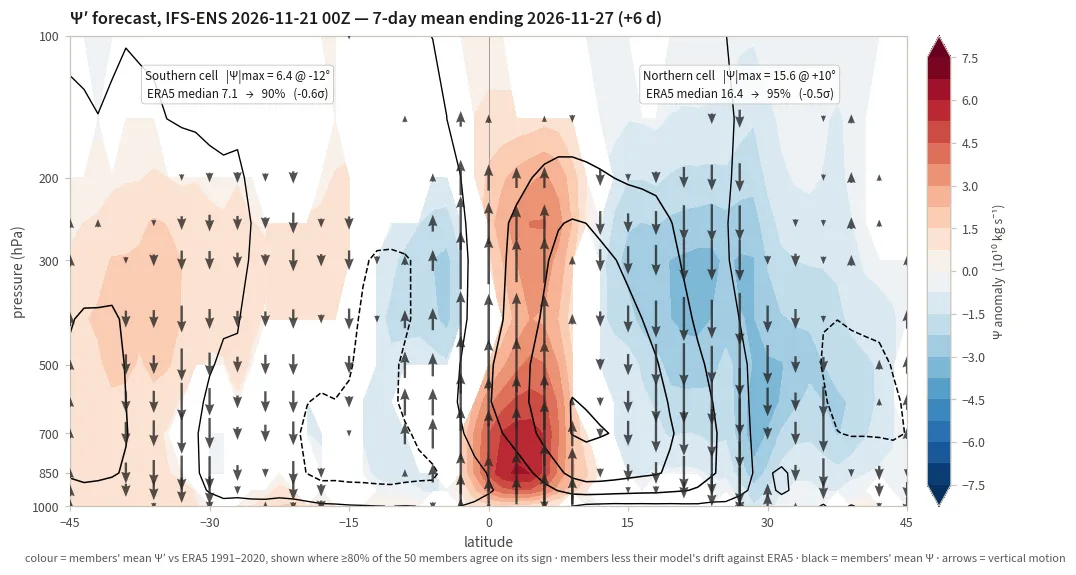 Ψ′ forecast, IFS-ENS 2026-11-21 00Z — 7-day mean ending 2026-11-27 (+6 d)
Southern cell |Ψ|max = 6.4 @ -12°
ERA5 median 7.1 → 90% (-0.6σ)
Northern cell |Ψ|max = 15.6 @ +10°
ERA5 median 16.4 → 95% (-0.5σ)
pressure (hPa)
100
200
300
400
500
700
850
1000
−45
−30
−15
0
15
30
45
latitude
7.5
6.0
4.5
3.0
1.5
0.0
−1.5
−3.0
−4.5
−6.0
−7.5
Ψ anomaly (10¹⁰ kg s⁻¹)
colour = members' mean Ψ′ vs ERA5 1991–2020, shown where ≥80% of the 50 members agree on its sign · members less their model's drift against ERA5 · black = members' mean Ψ · arrows = vertical motion